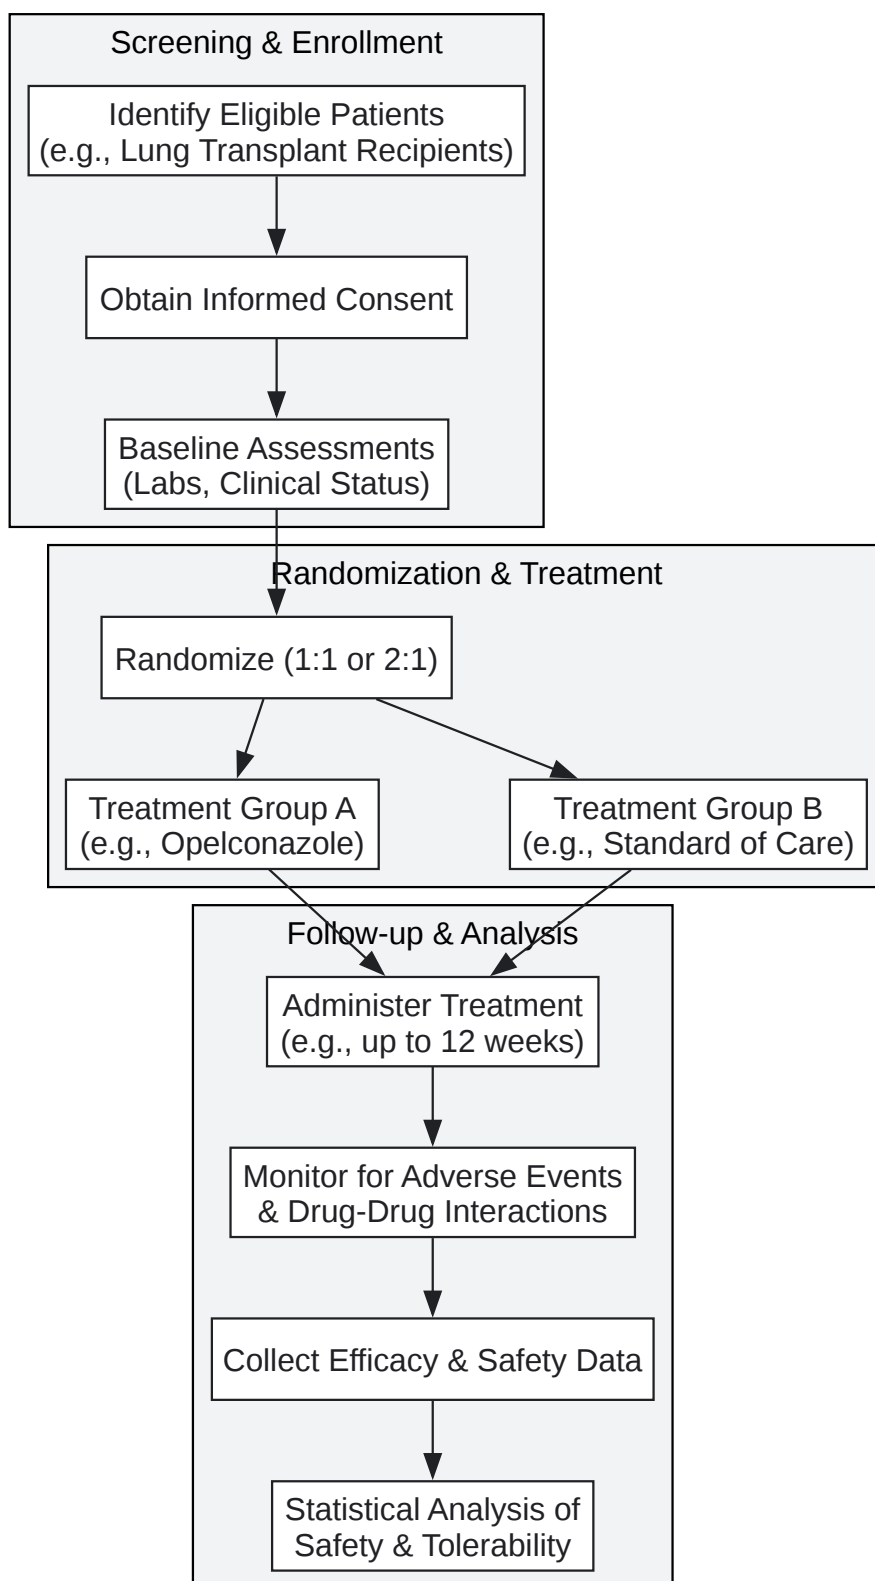 Screening & Enrollment
Identify Eligible Patients
(e.g., Lung Transplant Recipients)
Obtain Informed Consent
Baseline Assessments
(Labs, Clinical Status)
Randomization & Treatment
Randomize (1:1 or 2:1)
Treatment Group A
(e.g., Opelconazole)
Treatment Group B
(e.g., Standard of Care)
Follow-up & Analysis
Administer Treatment
(e.g., up to 12 weeks)
Monitor for Adverse Events
& Drug-Drug Interactions
Collect Efficacy & Safety Data
Statistical Analysis of
Safety & Tolerability